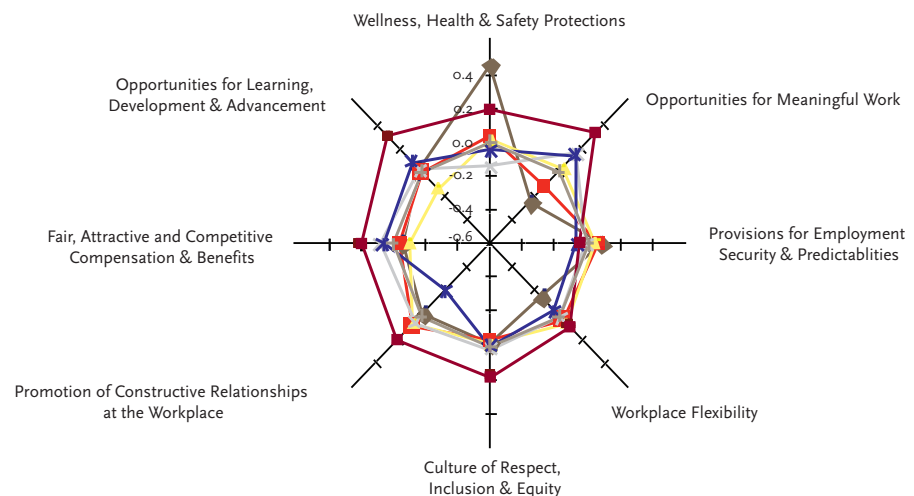 Wellness, Health & Safety Protections
Opportunities for Learning,
Development & Advancement
Opportunities for Meaningful Work
0.4
0.2
0.0
-0.2
-0.4
-0.6
Fair, Attractive and Competitive
Compensation & Benefits
Provisions for Employment
Security & Predictablities
Promotion of Constructive Relationships
at the Workplace
Workplace Flexibility
Culture of Respect,
Inclusion & Equity